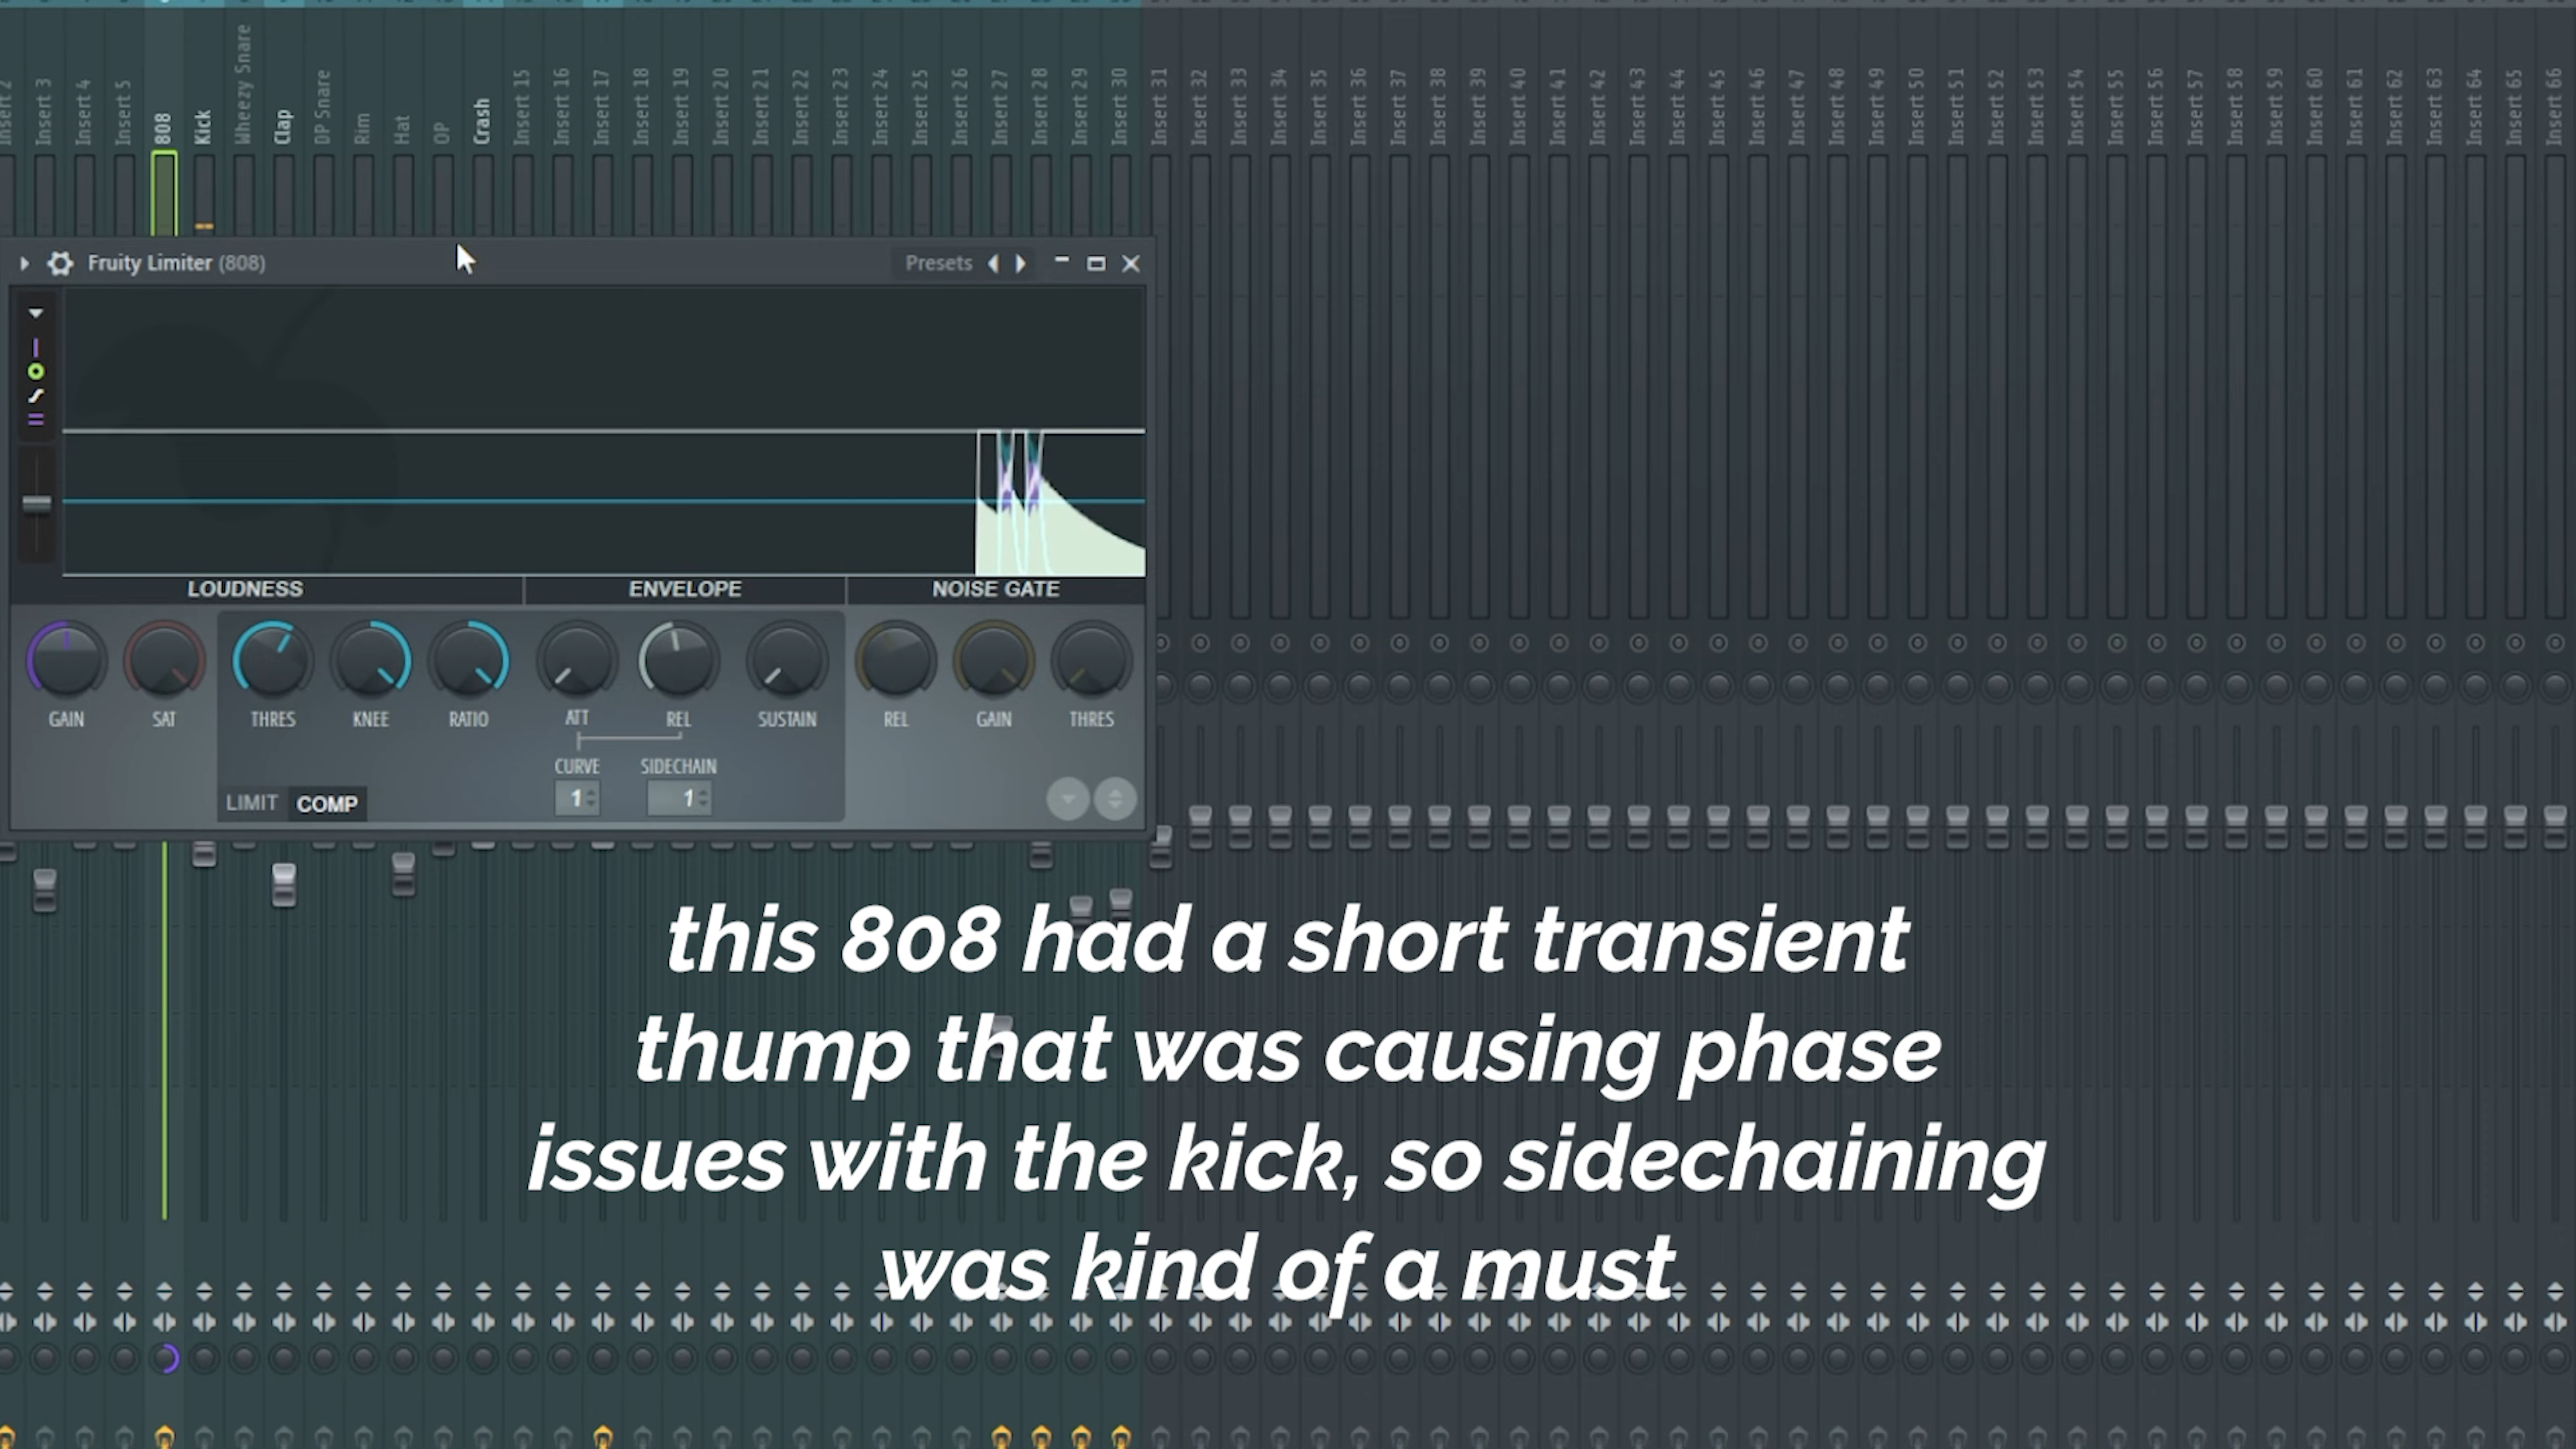 Insert 2
Insert 3
Insert 4
Insert 5
808
Kick
Wheezy Snare
Clap
DP Snare
Rim
Hat
OP
Crash
Insert 15
Insert 16
Insert 17
Insert 18
Insert 19
Insert 20
Insert 21
Insert 22
Insert 23
Insert 24
Insert 25
Insert 26
Insert 27
Insert 28
Insert 29
Insert 30
Insert 31
Insert 32
Insert 33
Insert 34
Insert 35
Insert 36
Insert 37
Insert 38
Insert 39
Insert 40
Insert 41
Insert 42
Insert 43
Insert 44
Insert 45
Insert 46
Insert 47
Insert 48
Insert 49
Insert 50
Insert 51
Insert 52
Insert 53
Insert 54
Insert 55
Insert 56
Insert 57
Insert 58
Insert 59
Insert 60
Insert 61
Insert 62
Insert 63
Insert 64
Insert 65
Insert 66
Fruity Limiter (808) Presets
LOUDNESS ENVELOPE NOISE GATE
GAIN SAT THRES KNEE RATIO ATT REL SUSTAIN REL GAIN THRES
CURVE SIDECHAIN
LIMIT COMP 1 1
this 808 had a short transient
thump that was causing phase
issues with the kick, so sidechaining
was kind of a must